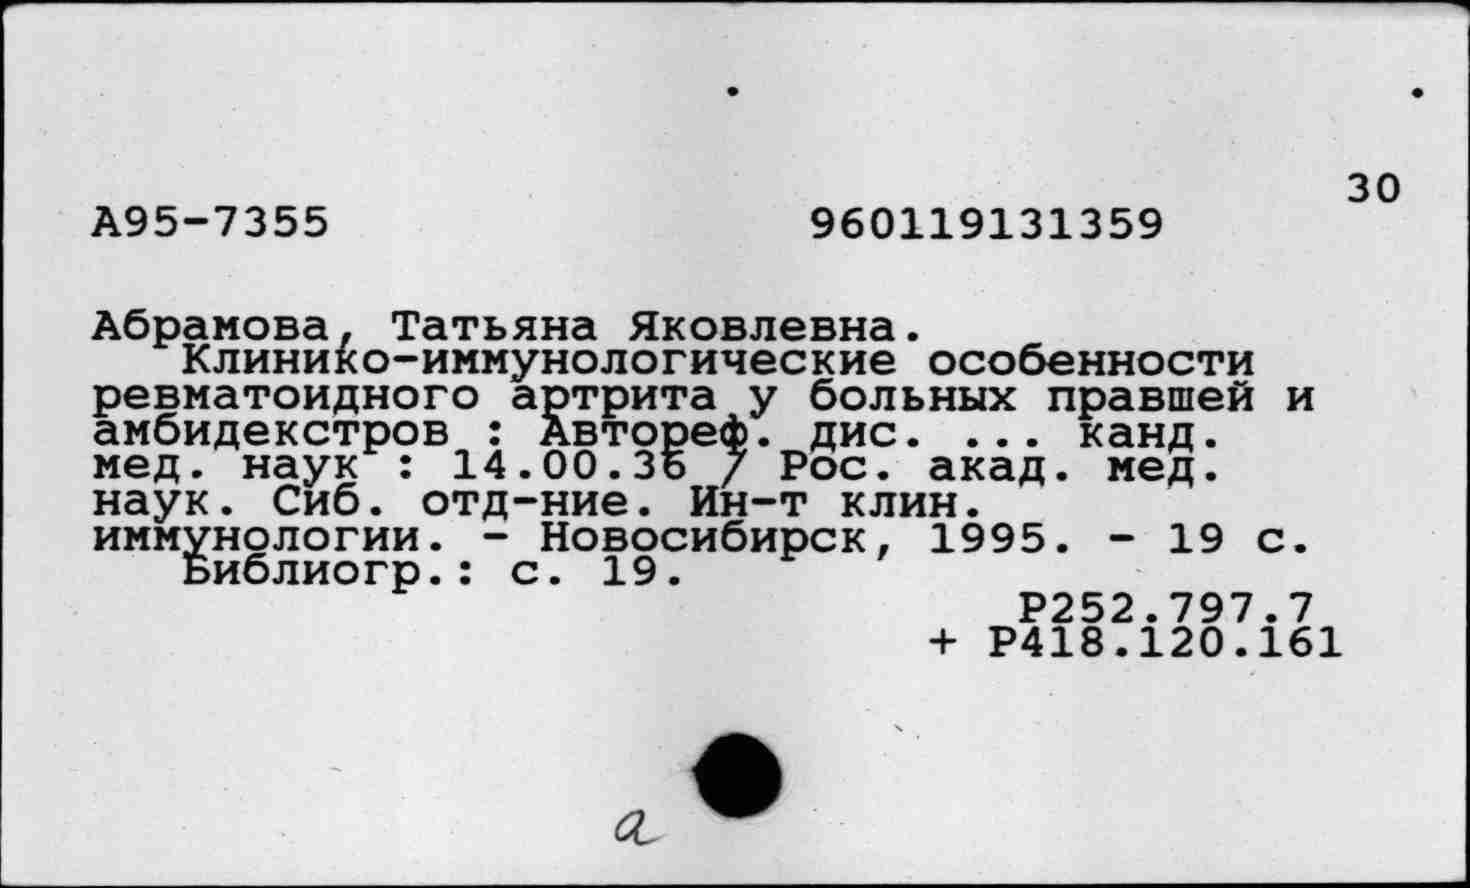 30
А95-7355 960119131359
Абрамова, Татьяна Яковлевна.
Клинико-иммунологические особенности
ревматоидного артрита у больных правшей и
амбидекстров : Автореф. дис. ... канд.
мед. наук : 14.00.36 / Рос. акад. мед.
наук. Сиб. отд-ние. Ин-т клин.
иммунологии. - Новосибирск, 1995. - 19 с.
Библиогр.: с. 19.
Р252.797.7
+ Р418.120.161
а